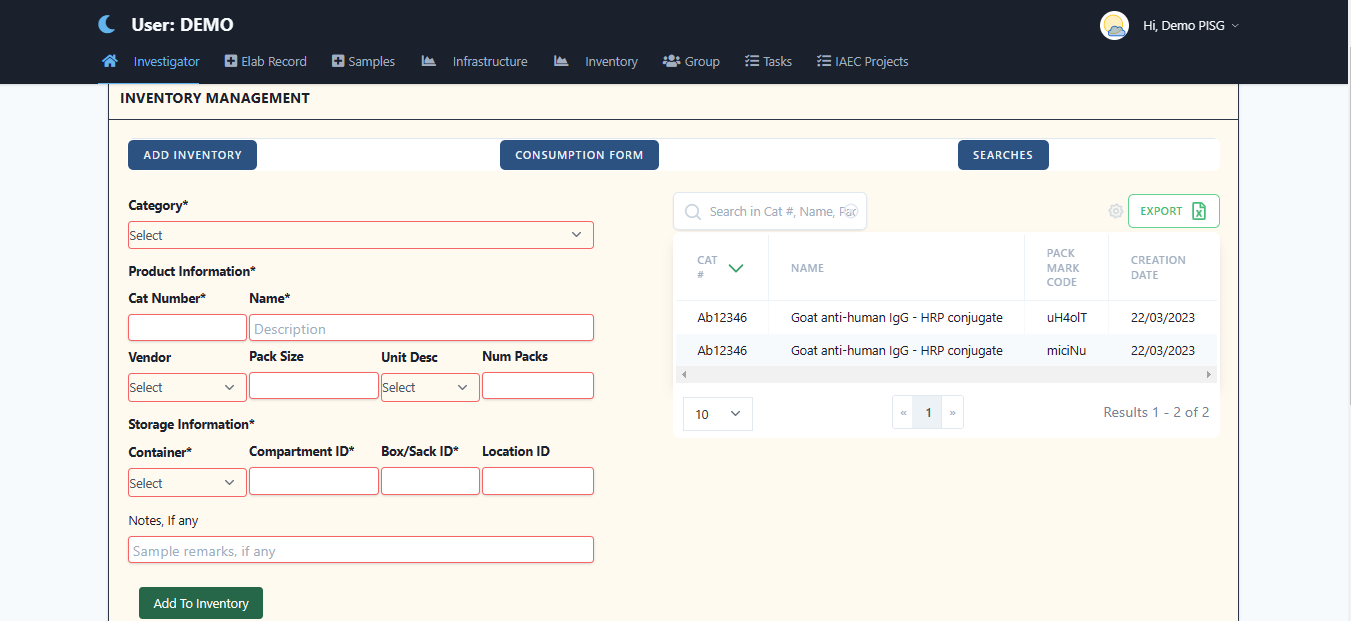 User: DEMO
Hi, Demo PISG
Investigator Elab Record Samples Infrastructure Inventory Group Tasks IAEC Projects
INVENTORY MANAGEMENT
ADD INVENTORY CONSUMPTION FORM SEARCHES
Category*
Select
Product Information*
Cat Number* Name*
Description
Vendor Pack Size Unit Desc Num Packs
Select Select
Storage Information*
Container* Compartment ID* Box/Sack ID* Location ID
Select
Notes, If any
Sample remarks, if any
Add To Inventory
Search in Cat #, Name, Pac
EXPORT
CAT # NAME PACK MARK CODE CREATION DATE
Ab12346 Goat anti-human IgG - HRP conjugate uH4olT 22/03/2023
Ab12346 Goat anti-human IgG - HRP conjugate miciNu 22/03/2023
10 « 1 » Results 1 - 2 of 2